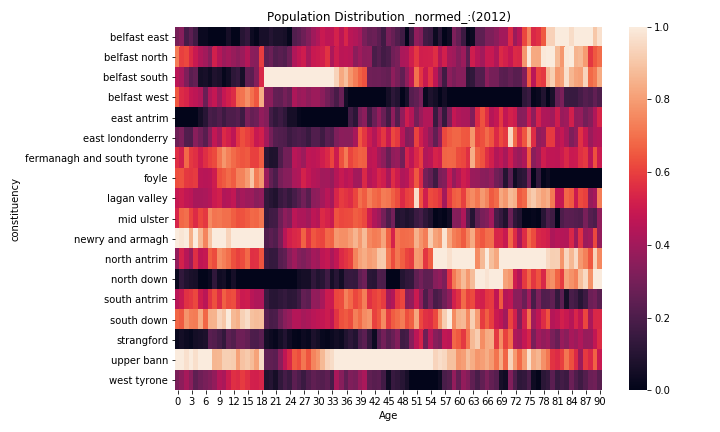 Population Distribution _normed_:(2012)
belfast east
belfast north
belfast south
belfast west
east antrim
east londonderry
fermanagh and south tyrone
foyle
lagan valley
mid ulster
newry and armagh
north antrim
north down
south antrim
south down
strangford
upper bann
west tyrone
constituency
0 3 6 9 12 15 18 21 24 27 30 33 36 39 42 45 48 51 54 57 60 63 66 69 72 75 78 81 84 87 90
Age
1.0
0.8
0.6
0.4
0.2
0.0